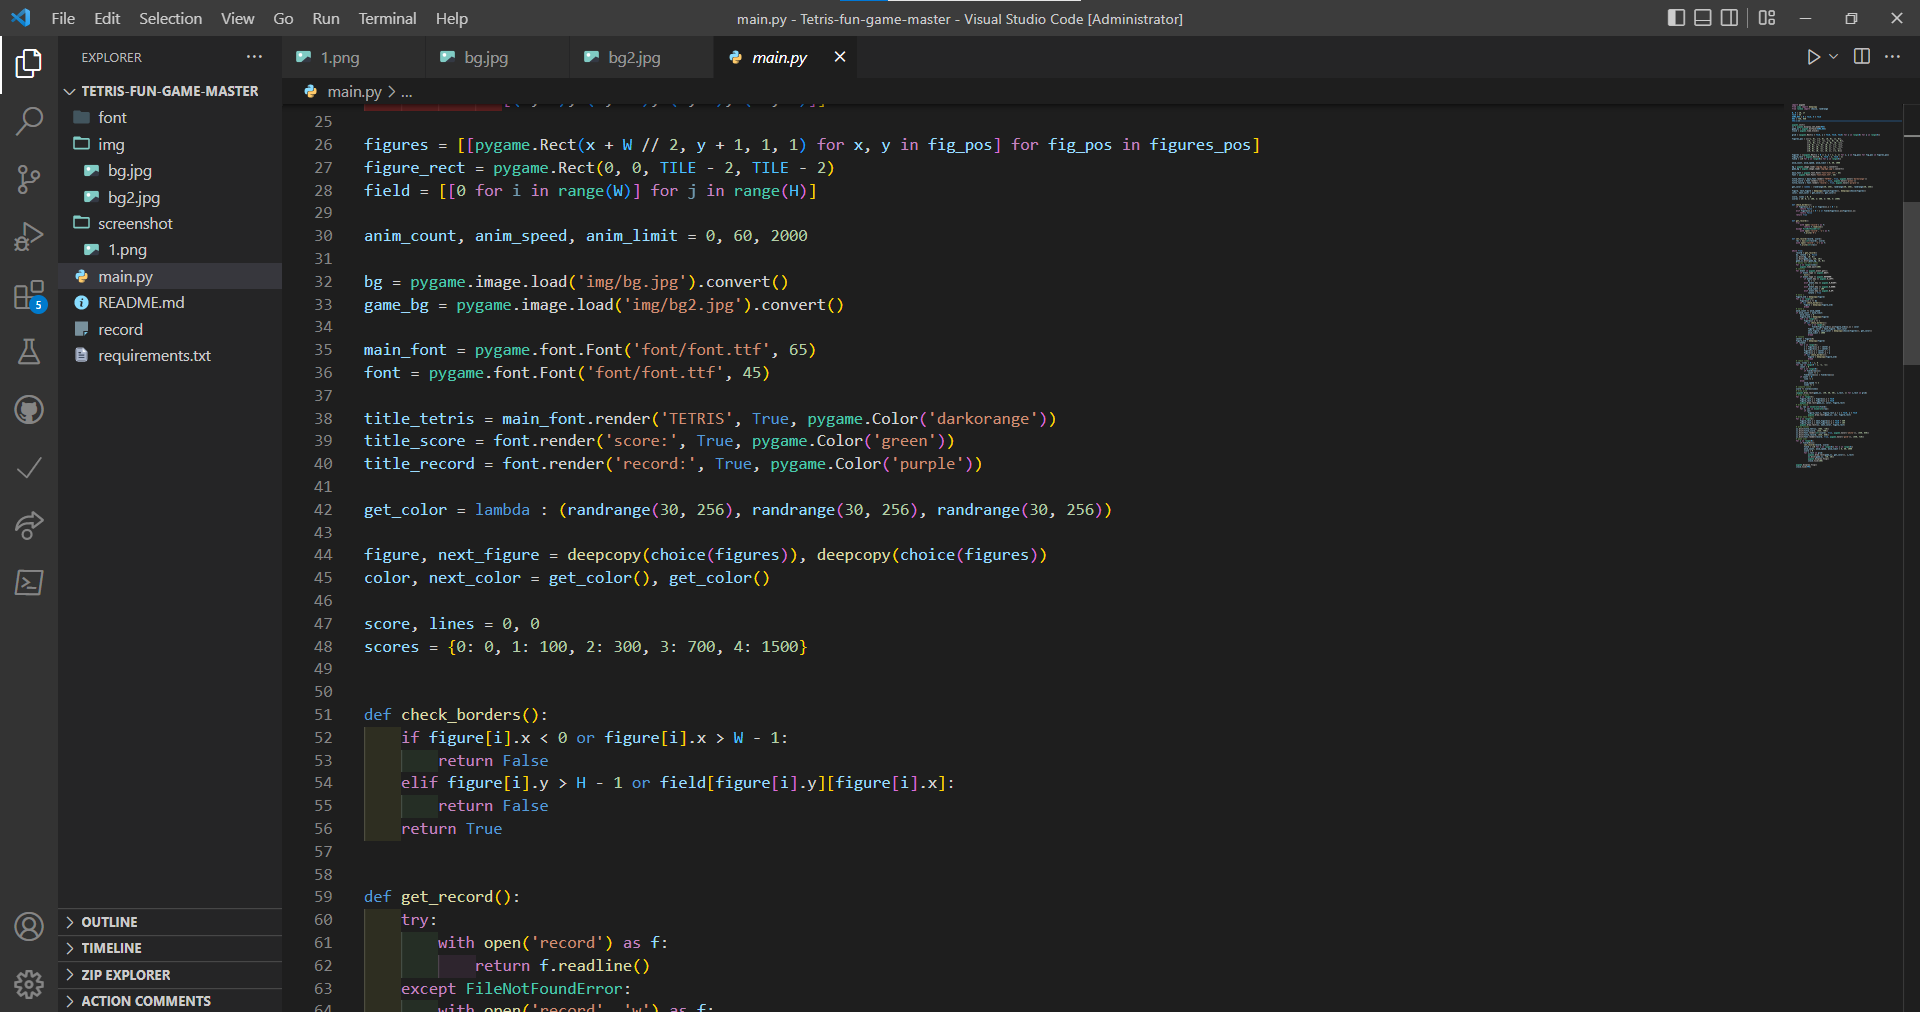 File Edit Selection View Go Run Terminal Help
main.py - Tetris-fun-game-master - Visual Studio Code [Administrator]
EXPLORER
1.png
bg.jpg
bg2.jpg
main.py
TETRIS-FUN-GAME-MASTER
font
img
bg.jpg
bg2.jpg
screenshot
1.png
main.py
README.md
record
requirements.txt
5
OUTLINE
TIMELINE
ZIP EXPLORER
ACTION COMMENTS
main.py > ...
25
26 figures = [[pygame.Rect(x + W // 2, y + 1, 1, 1) for x, y in fig_pos] for fig_pos in figures_pos]
27 figure_rect = pygame.Rect(0, 0, TILE - 2, TILE - 2)
28 field = [[0 for i in range(W)] for j in range(H)]
29
30 anim_count, anim_speed, anim_limit = 0, 60, 2000
31
32 bg = pygame.image.load('img/bg.jpg').convert()
33 game_bg = pygame.image.load('img/bg2.jpg').convert()
34
35 main_font = pygame.font.Font('font/font.ttf', 65)
36 font = pygame.font.Font('font/font.ttf', 45)
37
38 title_tetris = main_font.render('TETRIS', True, pygame.Color('darkorange'))
39 title_score = font.render('score:', True, pygame.Color('green'))
40 title_record = font.render('record:', True, pygame.Color('purple'))
41
42 get_color = lambda : (randrange(30, 256), randrange(30, 256), randrange(30, 256))
43
44 figure, next_figure = deepcopy(choice(figures)), deepcopy(choice(figures))
45 color, next_color = get_color(), get_color()
46
47 score, lines = 0, 0
48 scores = {0: 0, 1: 100, 2: 300, 3: 700, 4: 1500}
49
50
51 def check_borders():
52 if figure[i].x < 0 or figure[i].x > W - 1:
53 return False
54 elif figure[i].y > H - 1 or field[figure[i].y][figure[i].x]:
55 return False
56 return True
57
58
59 def get_record():
60 try:
61 with open('record') as f:
62 return f.readline()
63 except FileNotFoundError:
64 with open('record', 'w') as f: